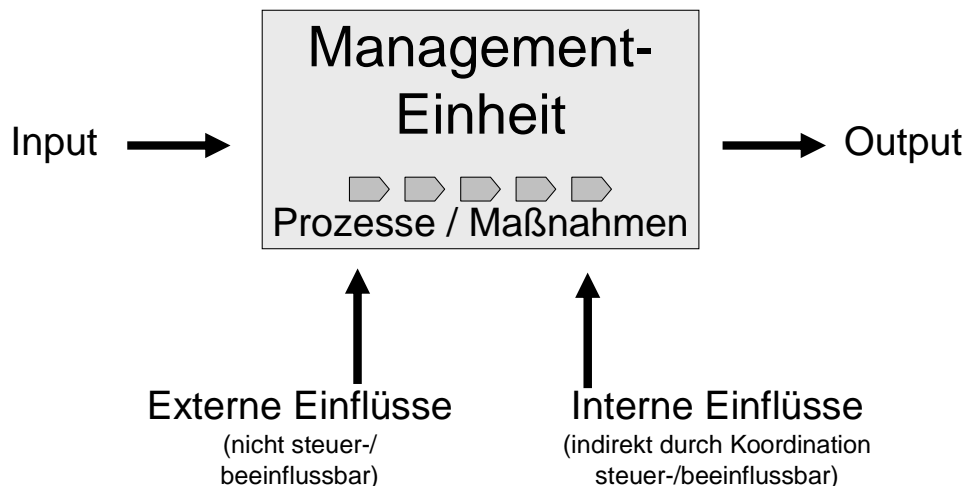 Management-
Einheit
Input
Output
Prozesse / Maßnahmen
Externe Einflüsse
(nicht steuer-/
beeinflussbar)
Interne Einflüsse
(indirekt durch Koordination
steuer-/beeinflussbar)